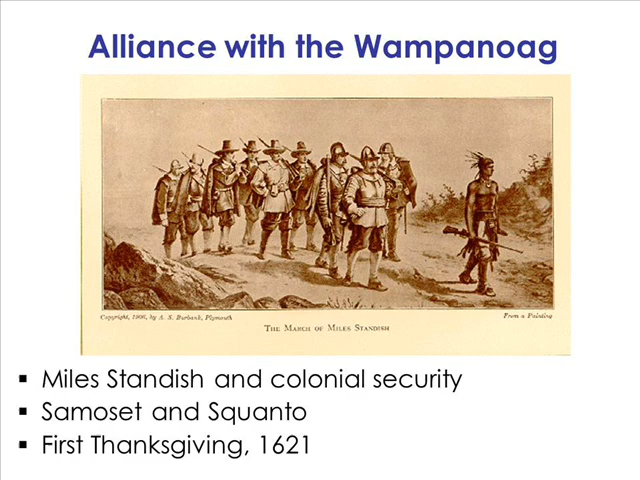 Alliance with the Wampanoag
Copyright, 1906, by A. S. Burbank, Plymouth
From a Painting
THE MARCH OF MILES STANDISH
▪ Miles Standish and colonial security
▪ Samoset and Squanto
▪ First Thanksgiving, 1621